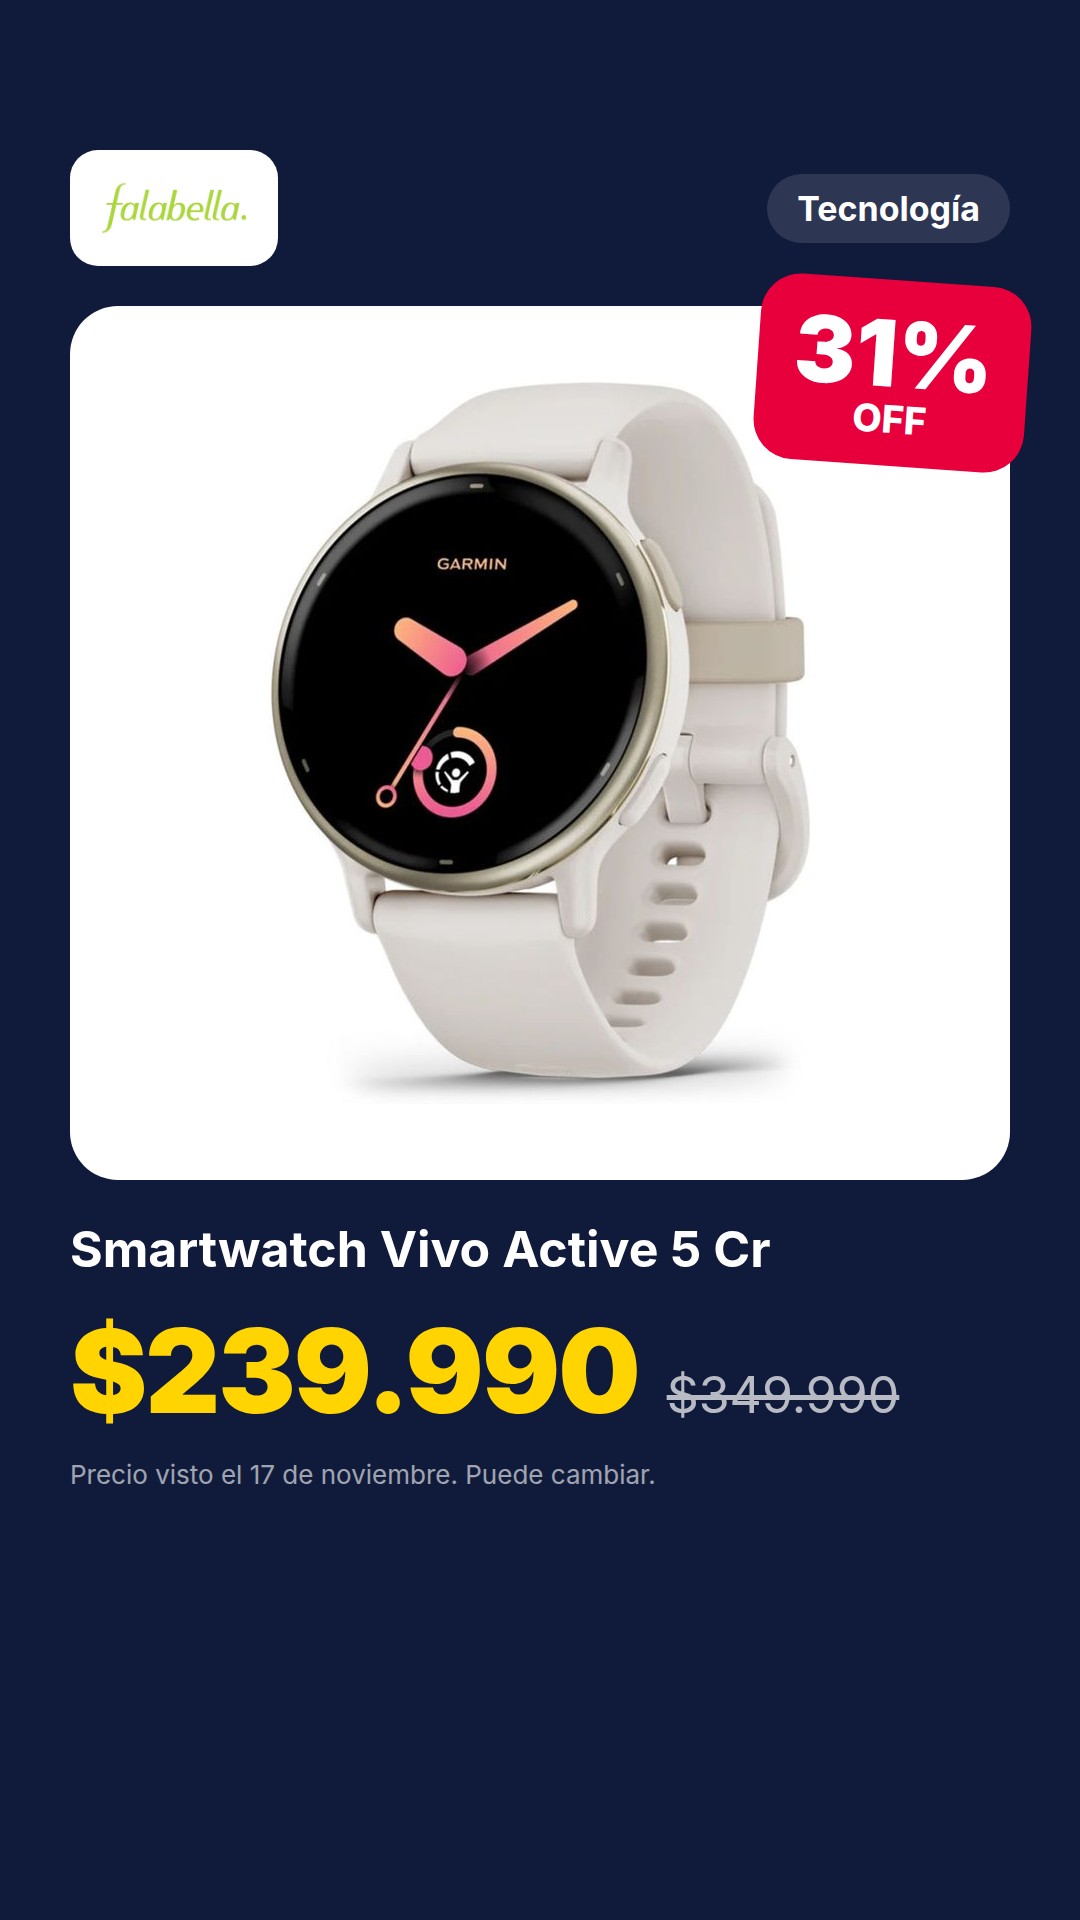 falabella.
Tecnología
31%
OFF
GARMIN
Smartwatch Vivo Active 5 Cr
$239.990 $349.990
Precio visto el 17 de noviembre. Puede cambiar.